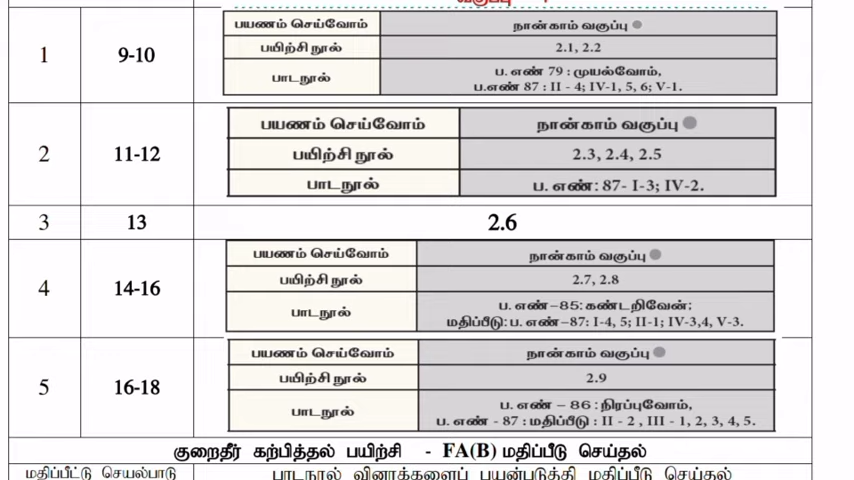 வகுப்பு
1
9-10
பயணம் செய்வோம்
நான்காம் வகுப்பு
பயிற்சி நூல்
2.1, 2.2
பாடநூல்
ப. எண் 79 : முயல்வோம்,
ப.எண் 87 : II - 4; IV-1, 5, 6; V-1.
2
11-12
பயணம் செய்வோம்
நான்காம் வகுப்பு
பயிற்சி நூல்
2.3, 2.4, 2.5
பாடநூல்
ப. எண்: 87- I-3; IV-2.
3
13
2.6
4
14-16
பயணம் செய்வோம்
நான்காம் வகுப்பு
பயிற்சி நூல்
2.7, 2.8
பாடநூல்
ப. எண்–85: கண்டறிவேன்;
மதிப்பீடு: ப. எண்–87: I-4, 5; II-1; IV-3,4, V-3.
5
16-18
பயணம் செய்வோம்
நான்காம் வகுப்பு
பயிற்சி நூல்
2.9
பாடநூல்
ப. எண் – 86 : நிரப்புவோம்,
ப. எண் - 87 : மதிப்பீடு : II - 2 , III - 1, 2, 3, 4, 5.
குறைதீர் கற்பித்தல் பயிற்சி - FA(B) மதிப்பீடு செய்தல்
மதிப்பீட்டு செயல்பாடு
பாடநூல் வினாக்களைப் பயன்படுத்தி மதிப்பீடு செய்தல்